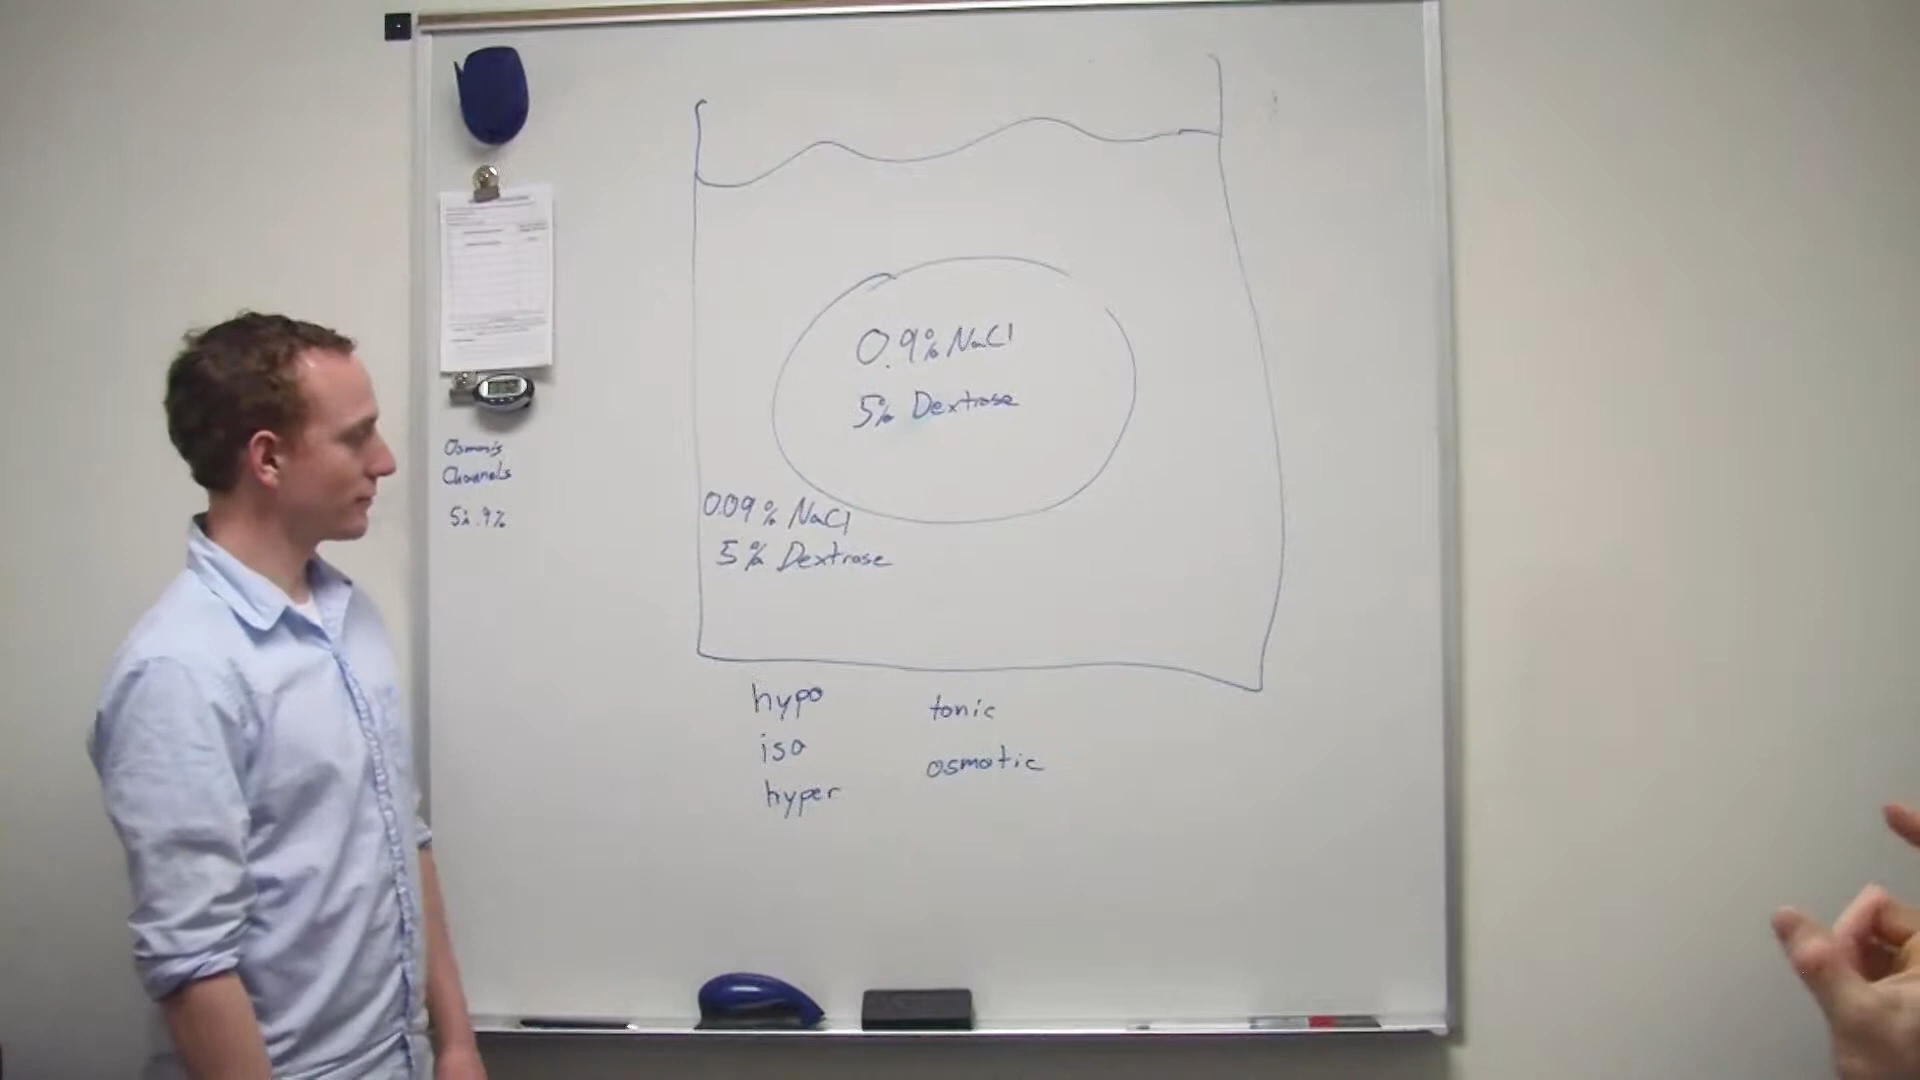 0.9% NaCl
5% Dextrose
Osmosis
Channels
0.09% NaCl
5% Dextrose
hypo
iso
hyper
tonic
osmotic